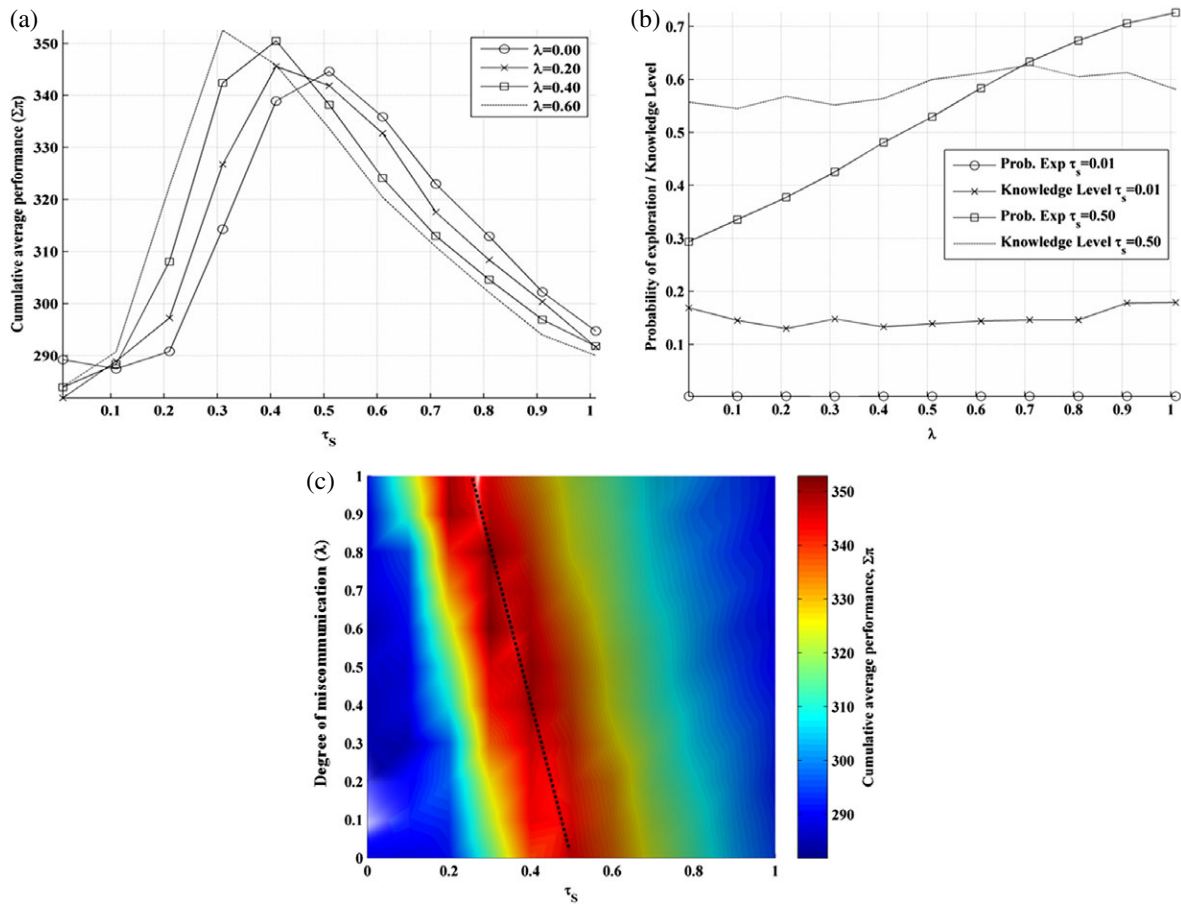 (a)
Cumulative average performance (Σπ)
350
340
330
320
310
300
290
λ=0.00
λ=0.20
λ=0.40
λ=0.60
0.1 0.2 0.3 0.4 0.5 0.6 0.7 0.8 0.9 1
τS
(b)
Probability of exploration / Knowledge Level
0.7
0.6
0.5
0.4
0.3
0.2
0.1
Prob. Exp τs=0.01
Knowledge Level τs=0.01
Prob. Exp τs=0.50
Knowledge Level τs=0.50
0.1 0.2 0.3 0.4 0.5 0.6 0.7 0.8 0.9 1
λ
(c)
Degree of miscommunication (λ)
1
0.9
0.8
0.7
0.6
0.5
0.4
0.3
0.2
0.1
0
0 0.2 0.4 0.6 0.8 1
τS
350
340
330
320
310
300
290
Cumulative average performance, Σπ